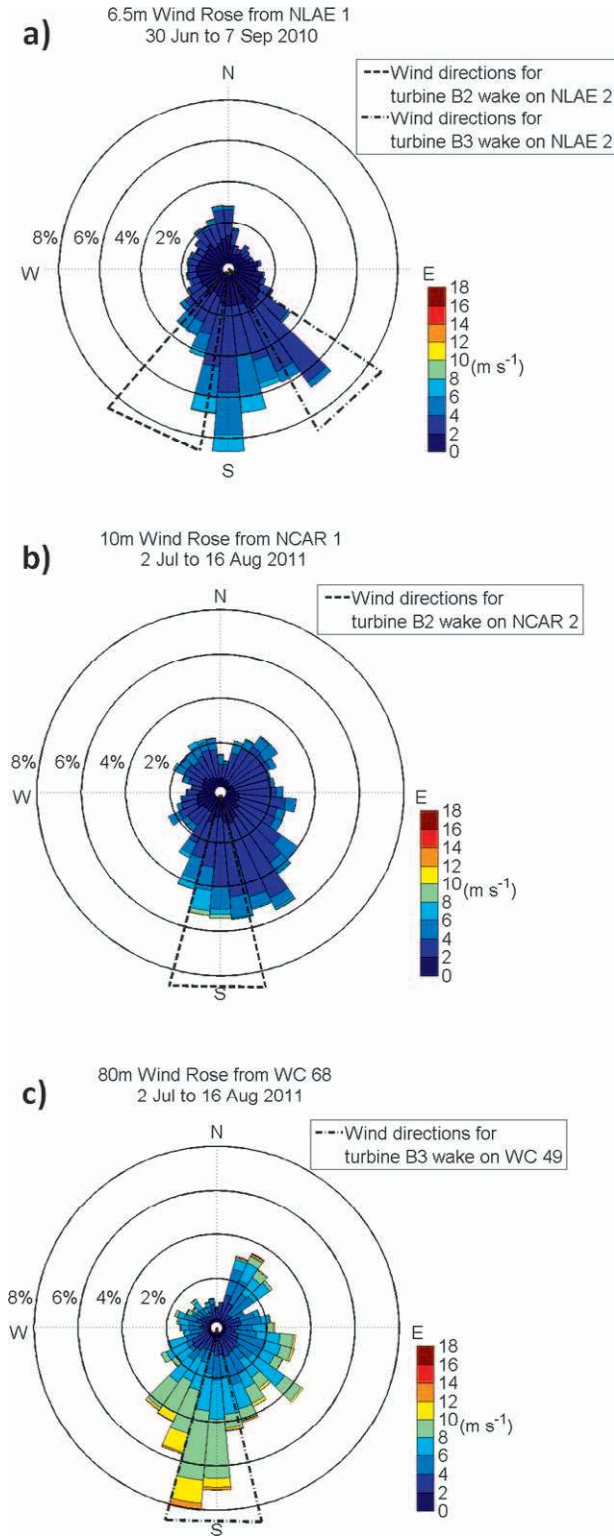 a)
6.5m Wind Rose from NLAE 1
30 Jun to 7 Sep 2010
Wind directions for
turbine B2 wake on NLAE 2
Wind directions for
turbine B3 wake on NLAE 2
N
8%
6%
4%
2%
W
E
S
18
16
14
12
10
(m s-1)
8
6
4
2
0
b)
10m Wind Rose from NCAR 1
2 Jul to 16 Aug 2011
Wind directions for
turbine B2 wake on NCAR 2
N
8%
6%
4%
2%
W
E
S
18
16
14
12
10
(m s-1)
8
6
4
2
0
c)
80m Wind Rose from WC 68
2 Jul to 16 Aug 2011
Wind directions for
turbine B3 wake on WC 49
N
8%
6%
4%
2%
W
E
S
18
16
14
12
10
(m s-1)
8
6
4
2
0